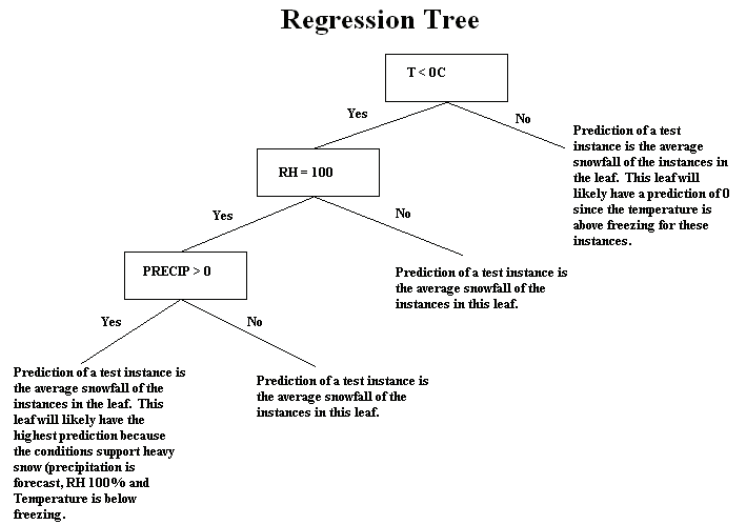 Regression Tree
T < 0C
Yes
No
Prediction of a test
instance is the average
snowfall of the instances in
the leaf. This leaf will
likely have a prediction of 0
since the temperature is
above freezing for these
instances.
RH = 100
Yes
No
Prediction of a test instance is
the average snowfall of the
instances in this leaf.
PRECIP > 0
Yes
No
Prediction of a test instance is
the average snowfall of the
instances in the leaf. This
leaf will likely have the
highest prediction because
the conditions support heavy
snow (precipitation is
forecast, RH 100% and
Temperature is below
freezing.
Prediction of a test instance is
the average snowfall of the
instances in this leaf.